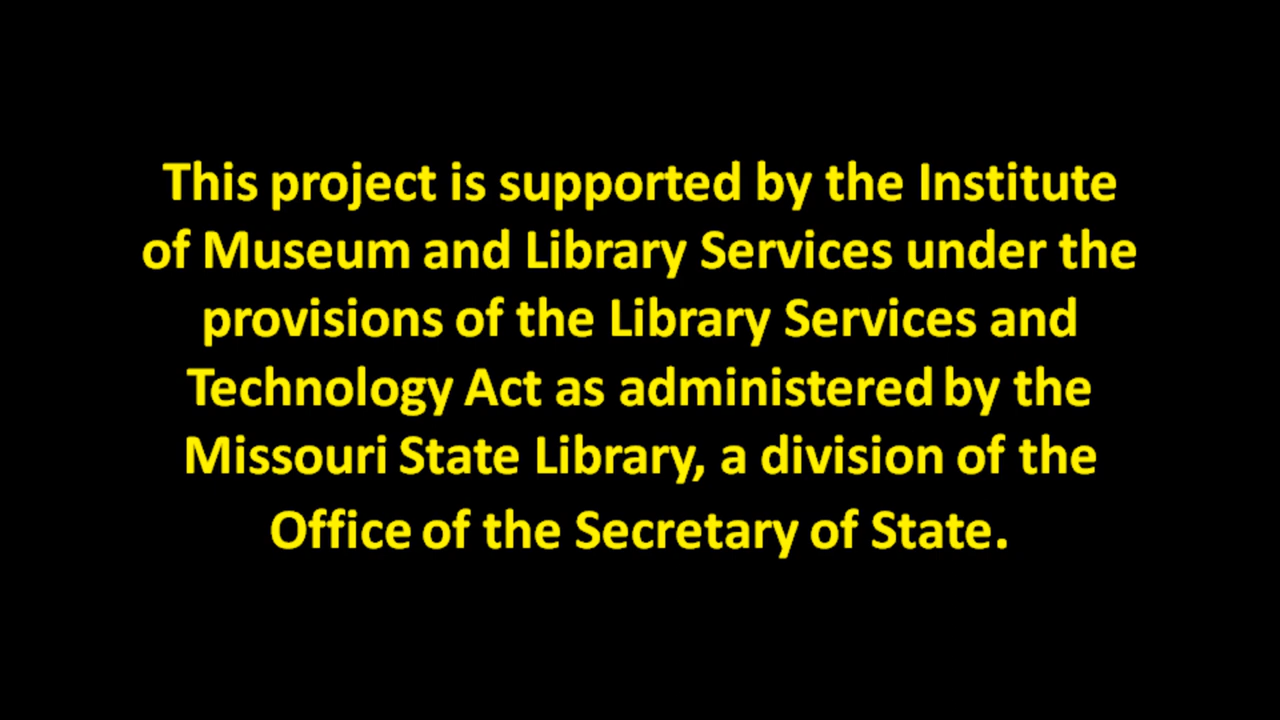 This project is supported by the Institute
of Museum and Library Services under the
provisions of the Library Services and
Technology Act as administered by the
Missouri State Library, a division of the
Office of the Secretary of State.